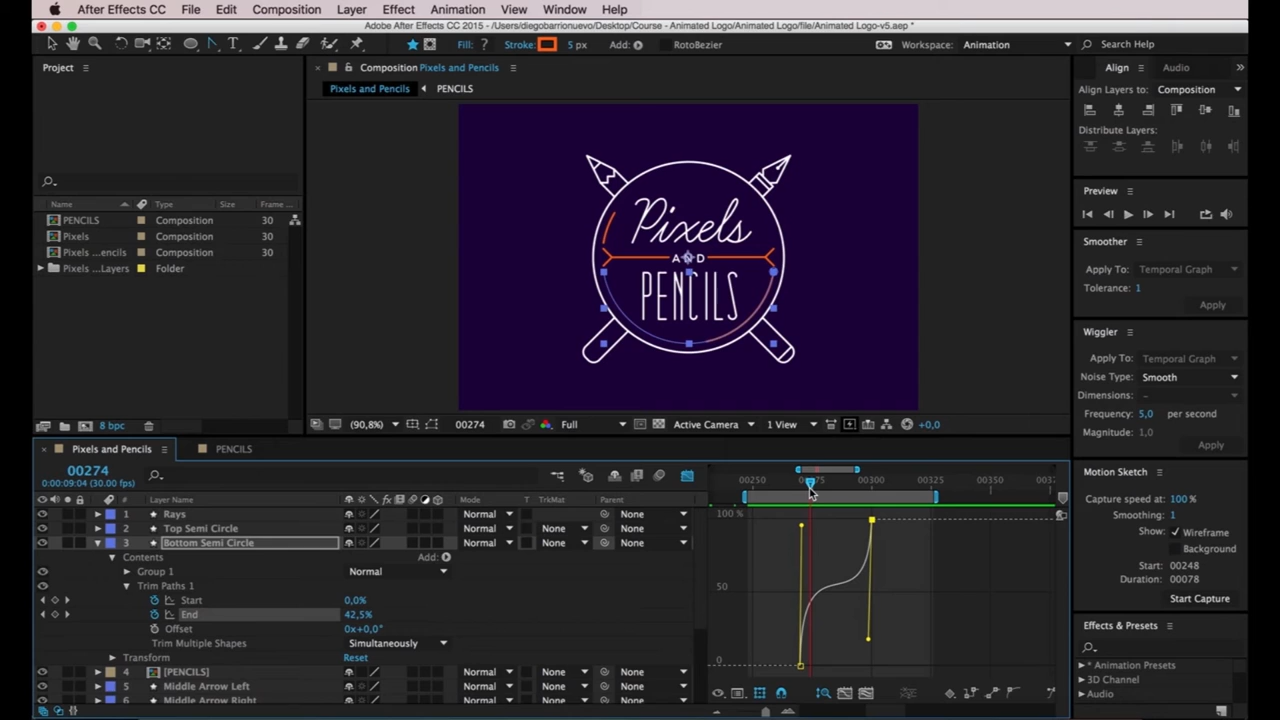 After Effects CC File Edit Composition Layer Effect Animation View Window Help
Adobe After Effects CC 2015 - /Users/diegobarrionuevo/Desktop/Course - Animated Logo/Animated Logo/file/Animated Logo-v5.aep *
Fill: ? Stroke: 5 px Add: RotoBezier Workspace: Animation Search Help
Project
Composition Pixels and Pencils
Pixels and Pencils PENCILS
Name Type Size Frame ...
PENCILS Composition 30
Pixels Composition 30
Pixels ...encils Composition 30
Pixels ...Layers Folder
8 bpc
Pixels
AND
PENCILS
(90,8%) 00274 Full Active Camera 1 View +0,0
Align Audio
Align Layers to: Composition
Distribute Layers:
Preview
Smoother
Apply To: Temporal Graph
Tolerance: 1
Apply
Wiggler
Apply To: Temporal Graph
Noise Type: Smooth
Dimensions: -
Frequency: 5,0 per second
Magnitude: 1,0
Apply
Motion Sketch
Capture speed at: 100 %
Smoothing: 1
Show: Wireframe
Background
Start: 00248
Duration: 00078
Start Capture
Effects & Presets
* Animation Presets
3D Channel
Audio
Pixels and Pencils PENCILS
00274
0:00:09:04 (30.00 fps)
# Layer Name Mode T TrkMat Parent
1 Rays Normal None
2 Top Semi Circle Normal None None
3 Bottom Semi Circle Normal None None
Contents Add:
Group 1 Normal
Trim Paths 1
Start 0,0%
End 42,5%
Offset 0x+0,0°
Trim Multiple Shapes Simultaneously
Transform Reset
4 [PENCILS] Normal None None
5 Middle Arrow Left Normal None None
6 Middle Arrow Right Normal None None
00250 00300 00325 00350
100 %
50
0